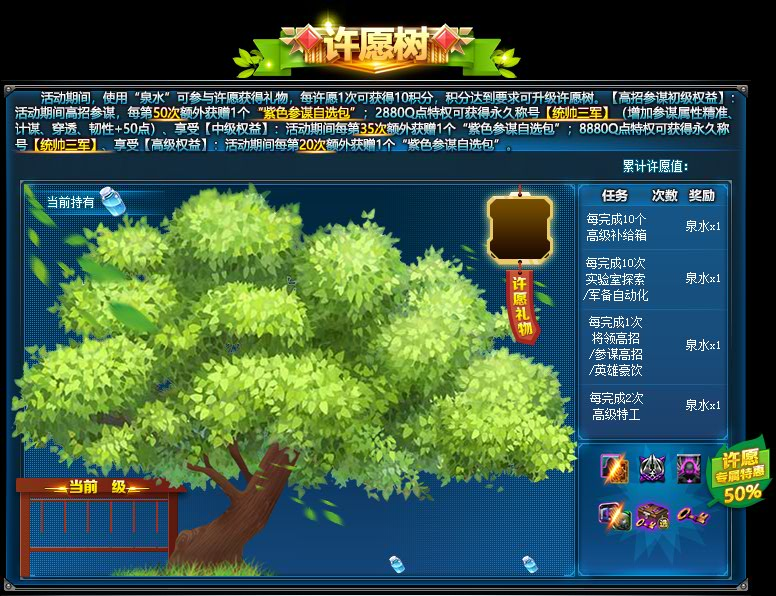 许愿树
活动期间，使用“泉水”可参与许愿获得礼物，每许愿1次可获得10积分，积分达到要求可升级许愿树。【高招参谋初级权益】：
活动期间高招参谋，每第50次额外获赠1个“紫色参谋自选包”；2880Q点特权可获得永久称号【统帅三军】（增加参谋属性精准、
计谋、穿透、韧性+50点）、享受【中级权益】：活动期间每第35次额外获赠1个“紫色参谋自选包”；8880Q点特权可获得永久称
号【统帅三军】、享受【高级权益】：活动期间每第20次额外获赠1个“紫色参谋自选包”。
累计许愿值：
当前持有
许愿礼物
任务 次数 奖励
每完成10个
高级补给箱
泉水x1
每完成10次
实验室探索
/军备自动化
泉水x1
每完成1次
将领高招
/参谋高招
/英雄豪饮
泉水x1
每完成2次
高级特工
泉水x1
当前 级
选
许愿
专属特惠
50%